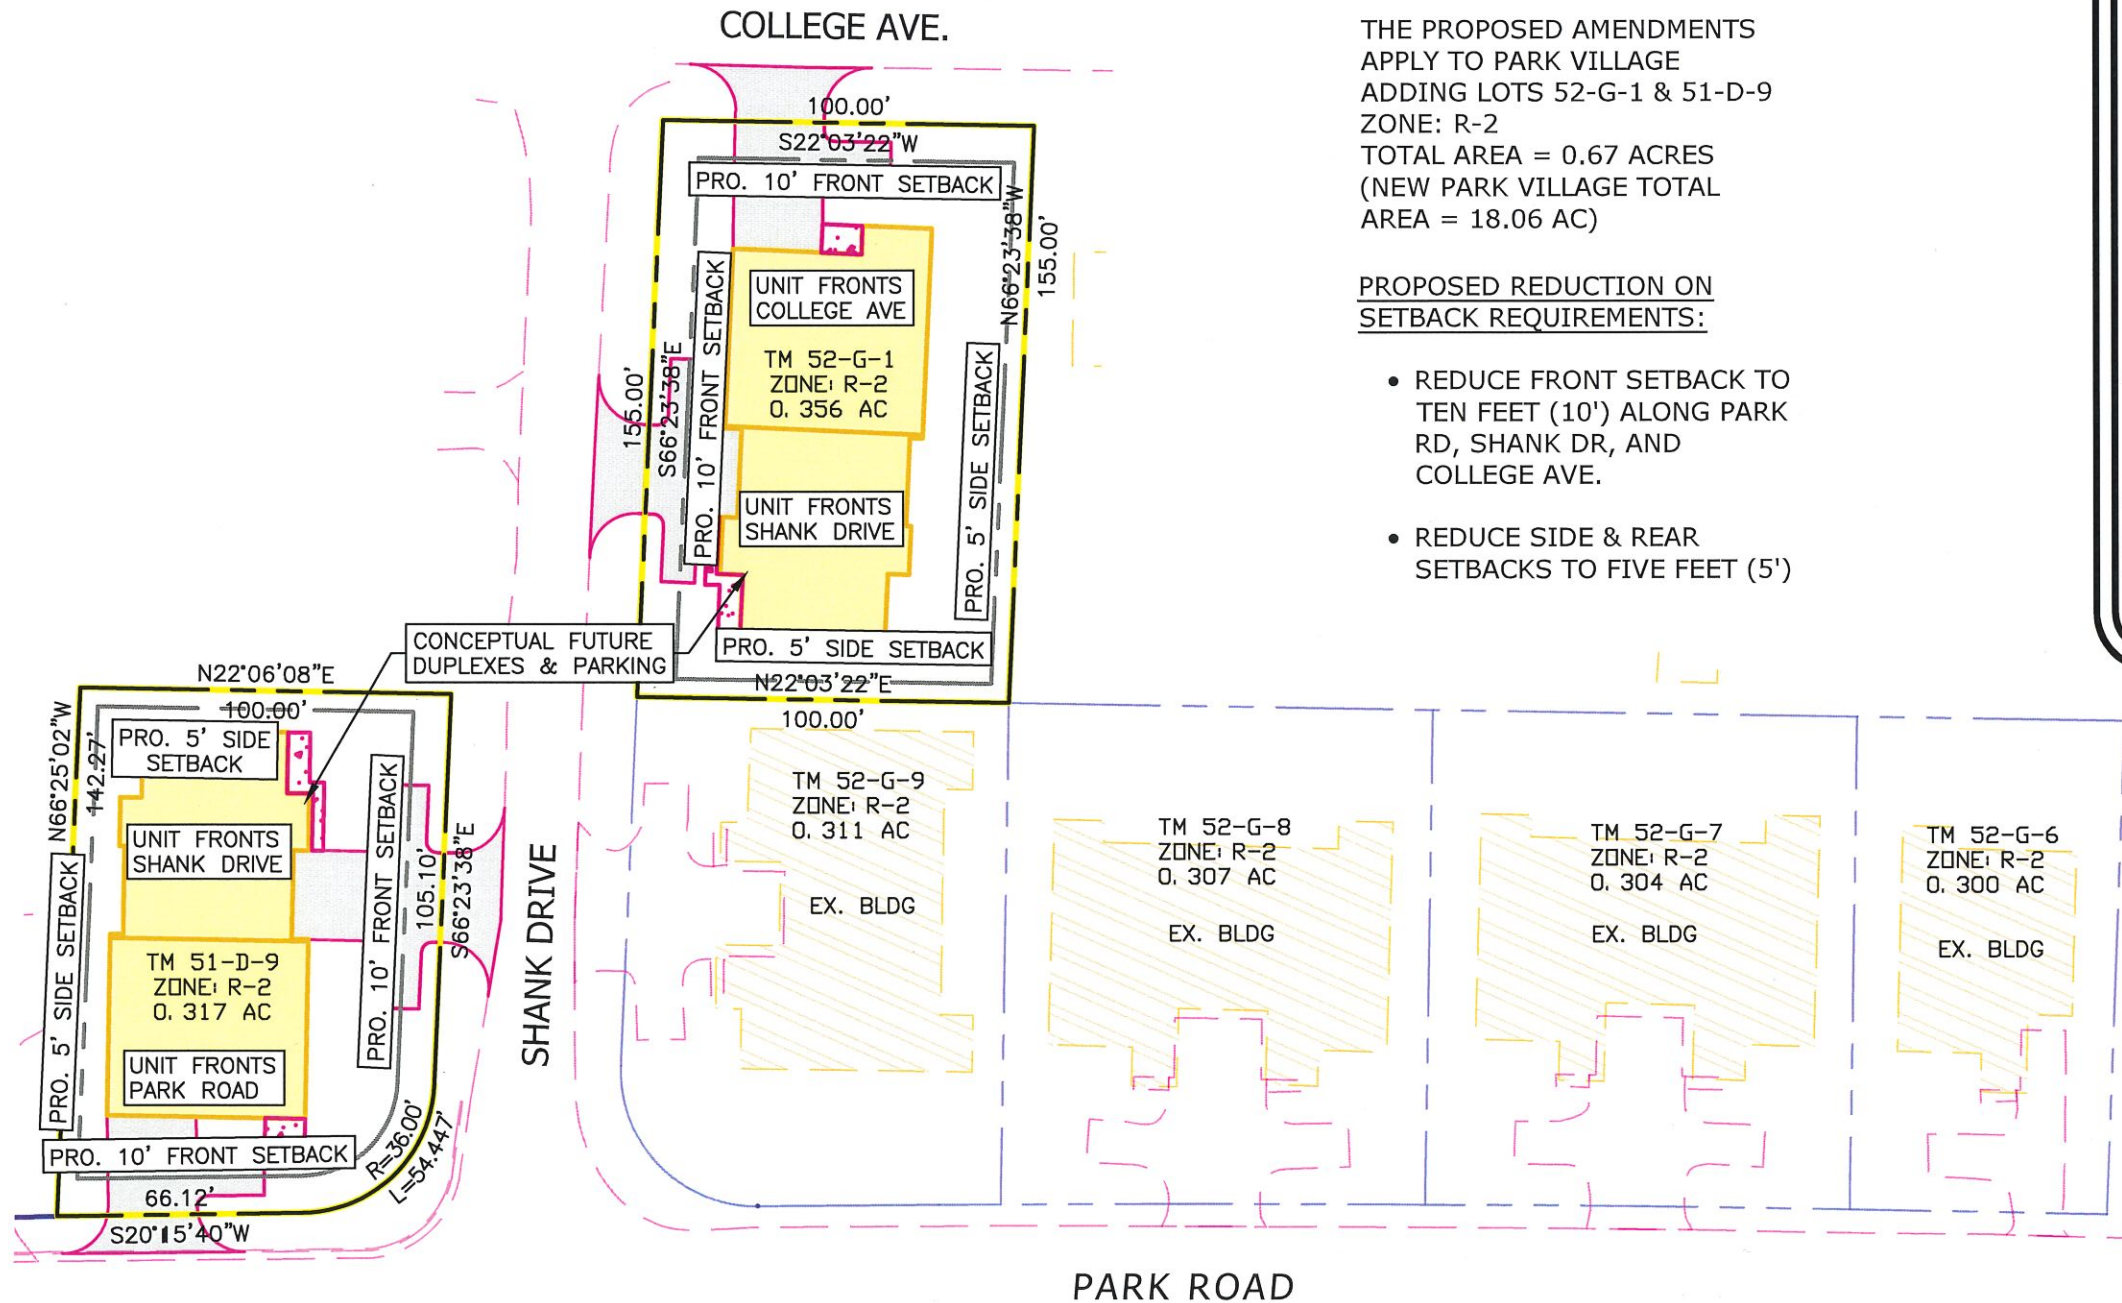 COLLEGE AVE.
THE PROPOSED AMENDMENTS
APPLY TO PARK VILLAGE
ADDING LOTS 52-G-1 & 51-D-9
ZONE: R-2
TOTAL AREA = 0.67 ACRES
(NEW PARK VILLAGE TOTAL
AREA = 18.06 AC)
PROPOSED REDUCTION ON
SETBACK REQUIREMENTS:
• REDUCE FRONT SETBACK TO
TEN FEET (10') ALONG PARK
RD, SHANK DR, AND
COLLEGE AVE.
• REDUCE SIDE & REAR
SETBACKS TO FIVE FEET (5')
100.00'
S22°03'22"W
PRO. 10' FRONT SETBACK
N66°23'38"W
155.00'
PRO. 10' FRONT SETBACK
UNIT FRONTS
COLLEGE AVE
TM 52-G-1
ZONE: R-2
0.356 AC
155.00'
S66°23'38"E
PRO. 5' SIDE SETBACK
UNIT FRONTS
SHANK DRIVE
PRO. 5' SIDE SETBACK
N22°03'22"E
100.00'
CONCEPTUAL FUTURE
DUPLEXES & PARKING
N22°06'08"E
100.00'
N66°25'02"W
142.27'
PRO. 5' SIDE
SETBACK
PRO. 10' FRONT SETBACK
UNIT FRONTS
SHANK DRIVE
105.10'
S66°23'38"E
PRO. 5' SIDE SETBACK
TM 51-D-9
ZONE: R-2
0.317 AC
UNIT FRONTS
PARK ROAD
PRO. 10' FRONT SETBACK
R=36.00'
L=54.447'
66.12'
S20°15'40"W
SHANK DRIVE
TM 52-G-9
ZONE: R-2
0.311 AC
EX. BLDG
TM 52-G-8
ZONE: R-2
0.307 AC
EX. BLDG
TM 52-G-7
ZONE: R-2
0.304 AC
EX. BLDG
TM 52-G-6
ZONE: R-2
0.300 AC
EX. BLDG
PARK ROAD